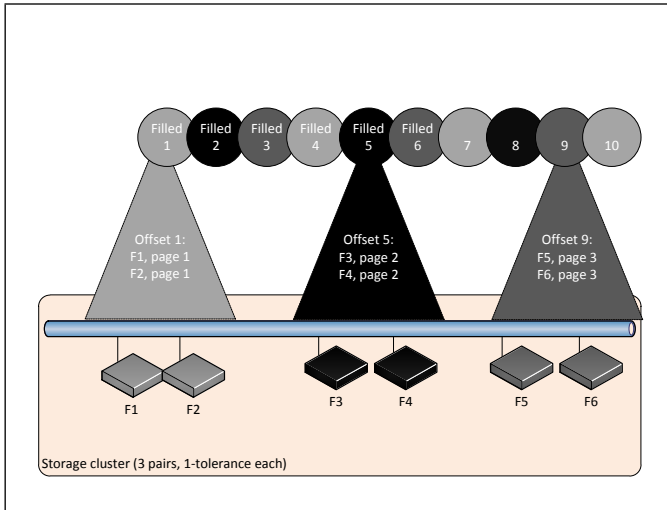 Filled
1
Filled
2
Filled
3
Filled
4
Filled
5
Filled
6
7
8
9
10
Offset 1:
F1, page 1
F2, page 1
Offset 5:
F3, page 2
F4, page 2
Offset 9:
F5, page 3
F6, page 3
F1
F2
F3
F4
F5
F6
Storage cluster (3 pairs, 1-tolerance each)